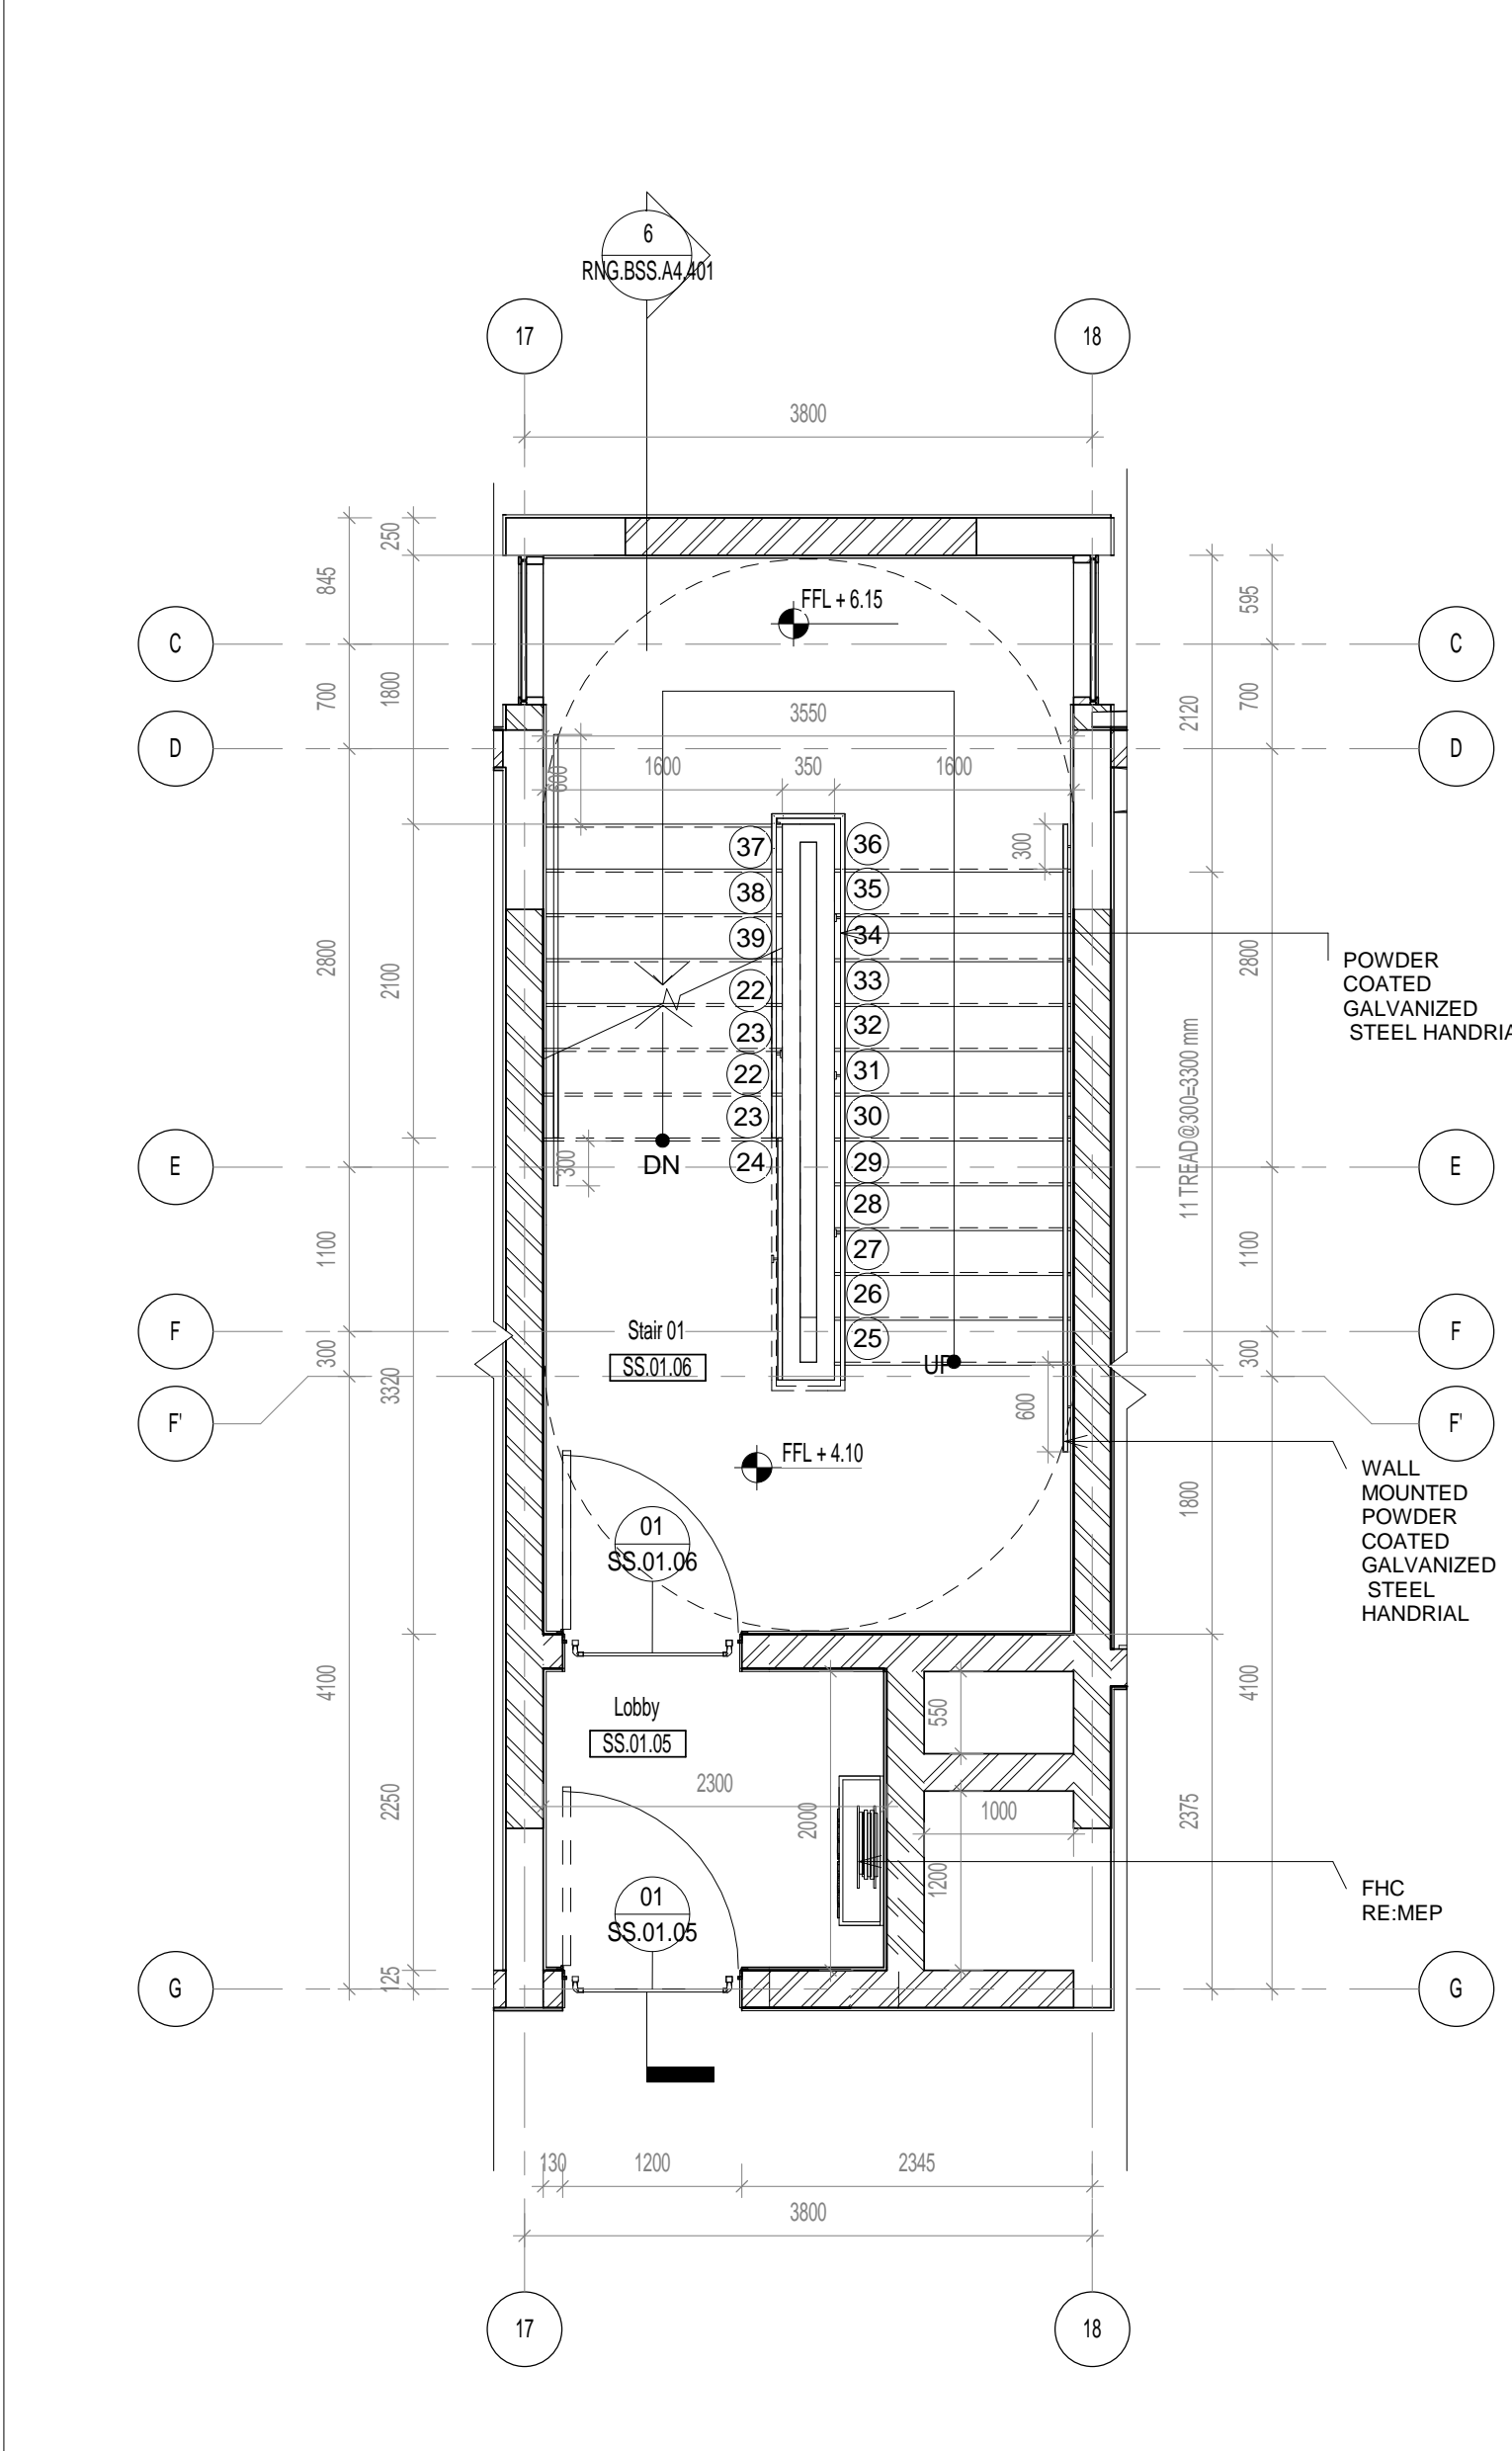 6
RNG.BSS.A4.401
17
18
3800
250
845
595
FFL + 6.15
C
C
700
1800
700
2120
3550
D
D
600
1600
350
1600
37
36
300
38
35
39
34
2800
2100
2800
POWDER
COATED
GALVANIZED
STEEL HANDRIA
22
33
23
32
22
31
23
30
11 TREAD@300=3300 mm
E
300
DN
24
29
E
28
1100
27
1100
26
F
Stair 01
25
F
300
SS.01.06
UP
300
3320
F'
600
F'
FFL + 4.10
WALL
MOUNTED
POWDER
COATED
GALVANIZED
STEEL
HANDRIAL
1800
01
SS.01.06
4100
Lobby
550
4100
SS.01.05
2300
2250
2000
1000
2375
1200
FHC
RE:MEP
01
SS.01.05
125
G
G
130
1200
2345
3800
17
18